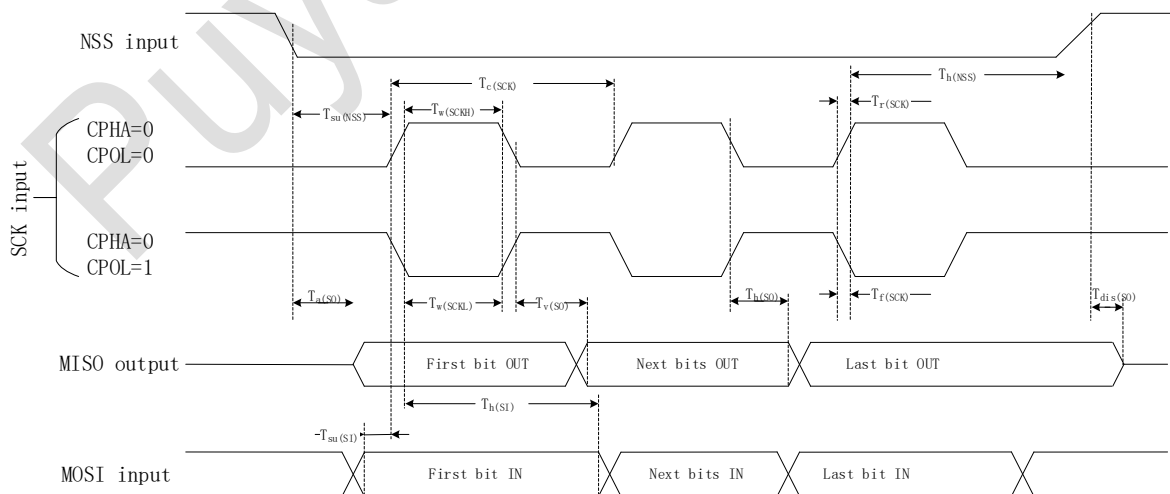 Puya
NSS input
Tc(SCK)
Th(NSS)
Tsu(NSS)
Tw(SCKH)
Tr(SCK)
SCK input
CPHA=0
CPOL=0
CPHA=0
CPOL=1
Ta(SO)
Tw(SCKL)
Tv(SO)
Th(SO)
Tf(SCK)
Tdis(SO)
MISO output
First bit OUT
Next bits OUT
Last bit OUT
Th(SI)
Tsu(SI)
MOSI input
First bit IN
Next bits IN
Last bit IN